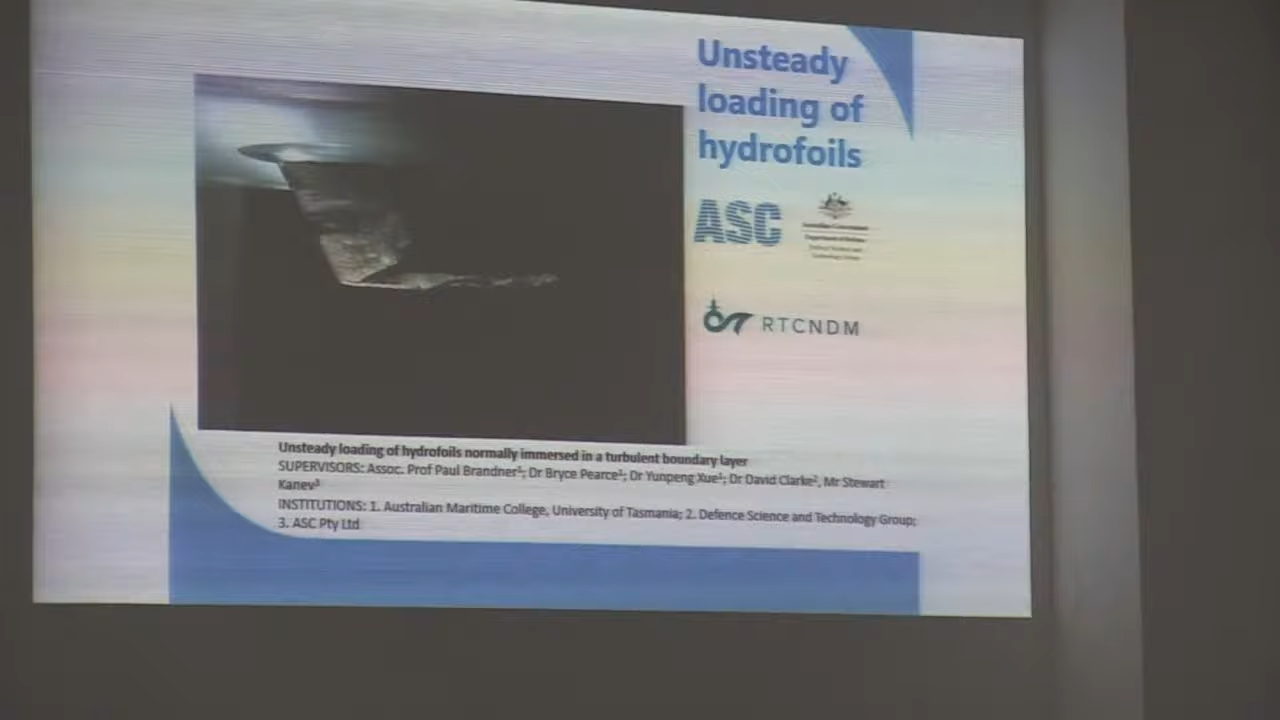 Unsteady
loading of
hydrofoils
ASC
RTCNDM
Unsteady loading of hydrofoils normally immersed in a turbulent boundary layer
SUPERVISORS: Assoc. Prof Paul Brandner¹; Dr Bryce Pearce¹; Dr Yunpeng Xue¹; Dr David Clarke², Mr Stewart
Kanev³
INSTITUTIONS: 1. Australian Maritime College, University of Tasmania; 2. Defence Science and Technology Group;
3. ASC Pty Ltd